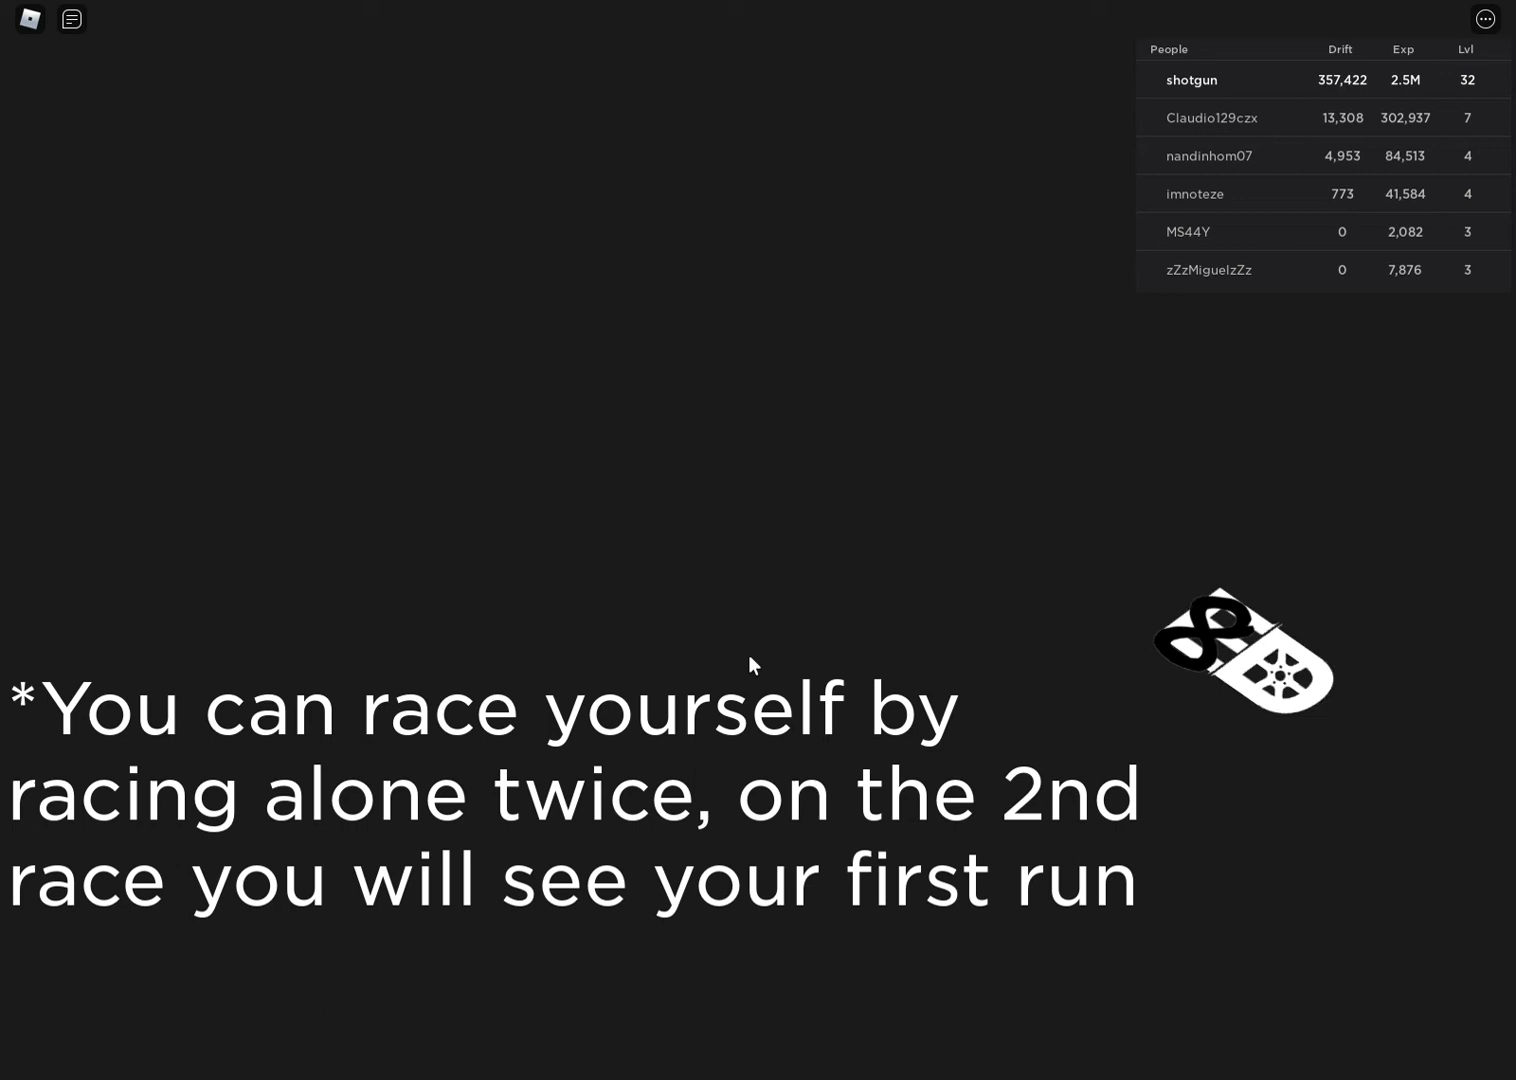 People Drift Exp Lvl
shotgun 357,422 2.5M 32
Claudio129czx 13,308 302,937 7
nandinhom07 4,953 84,513 4
imnoteze 773 41,584 4
MS44Y 0 2,082 3
zZzMiguelzZz 0 7,876 3
8
*You can race yourself by
racing alone twice, on the 2nd
race you will see your first run